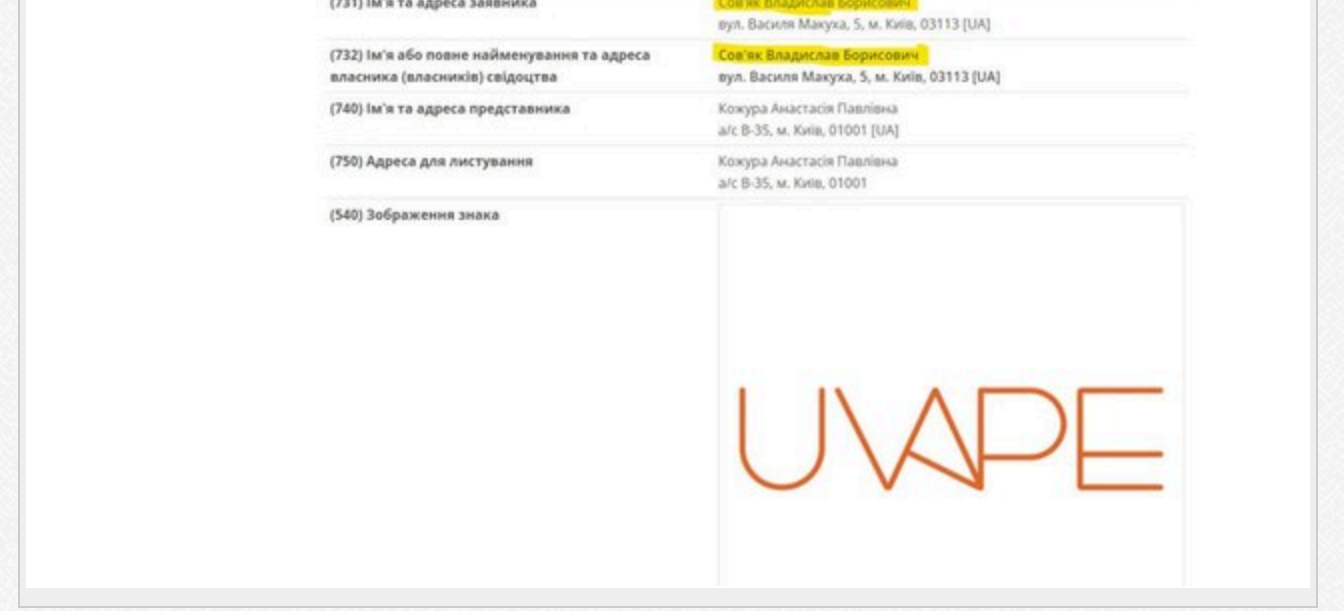 (731) Ім'я та адреса заявника
Сов'як Владислав Борисович
вул. Василя Макуха, 5, м. Київ, 03113 [UA]
(732) Ім'я або повне найменування та адреса
власника (власників) свідоцтва
Сов'як Владислав Борисович
вул. Василя Макуха, 5, м. Київ, 03113 [UA]
(740) Ім'я та адреса представника
Кожура Анастасія Павлівна
а/с В-35, м. Київ, 01001 [UA]
(750) Адреса для листування
Кожура Анастасія Павлівна
а/с В-35, м. Київ, 01001
(540) Зображення знака
UVAPE